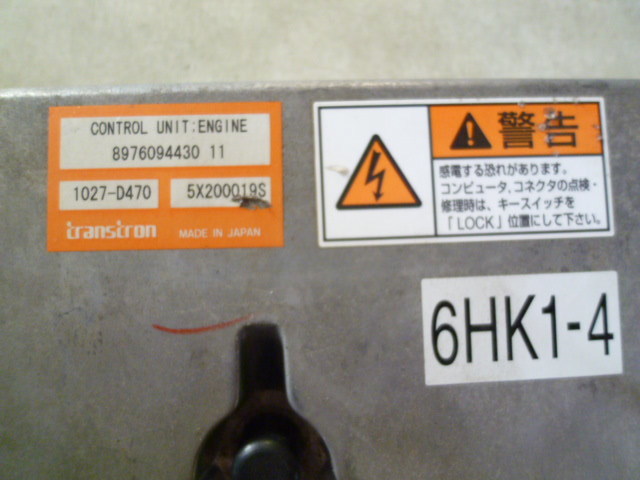 CONTROL UNIT:ENGINE
8976094430 11
1027-D470
5X200019S
transtron
MADE IN JAPAN
警告
感電する恐れがあります。
コンピュータ、コネクタの点検・
修理時は、キースイッチを
「LOCK」位置にして下さい。
6HK1-4